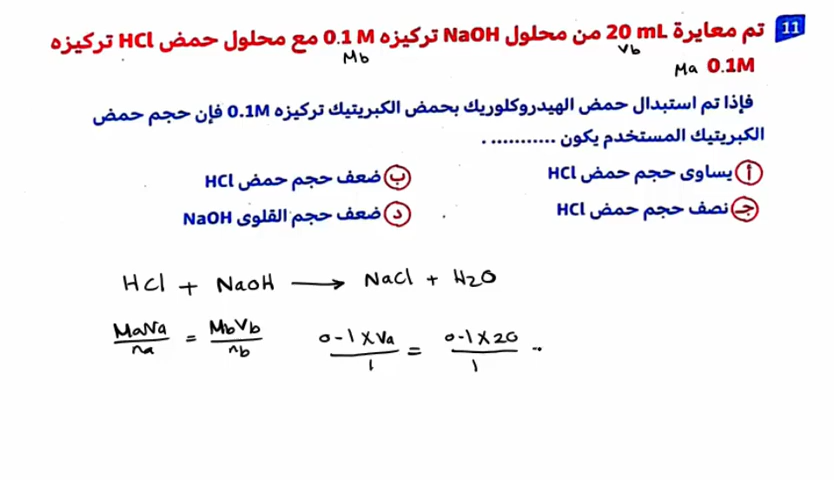 11 تم معايرة 20 mL من محلول NaOH تركيزه 0.1 M مع محلول حمض HCl تركيزه
Vb
Mb
0.1M
Ma
فإذا تم استبدال حمض الهيدروكلوريك بحمض الكبريتيك تركيزه 0.1M فإن حجم حمض
الكبريتيك المستخدم يكون ........... .
أ يساوى حجم حمض HCl
ب ضعف حجم حمض HCl
جـ نصف حجم حمض HCl
د ضعف حجم القلوى NaOH
HCl + NaOH ⟶ NaCl + H2O
MaVa/na = MbVb/nb    0-1 x Va/1 = 0-1 x 20/1